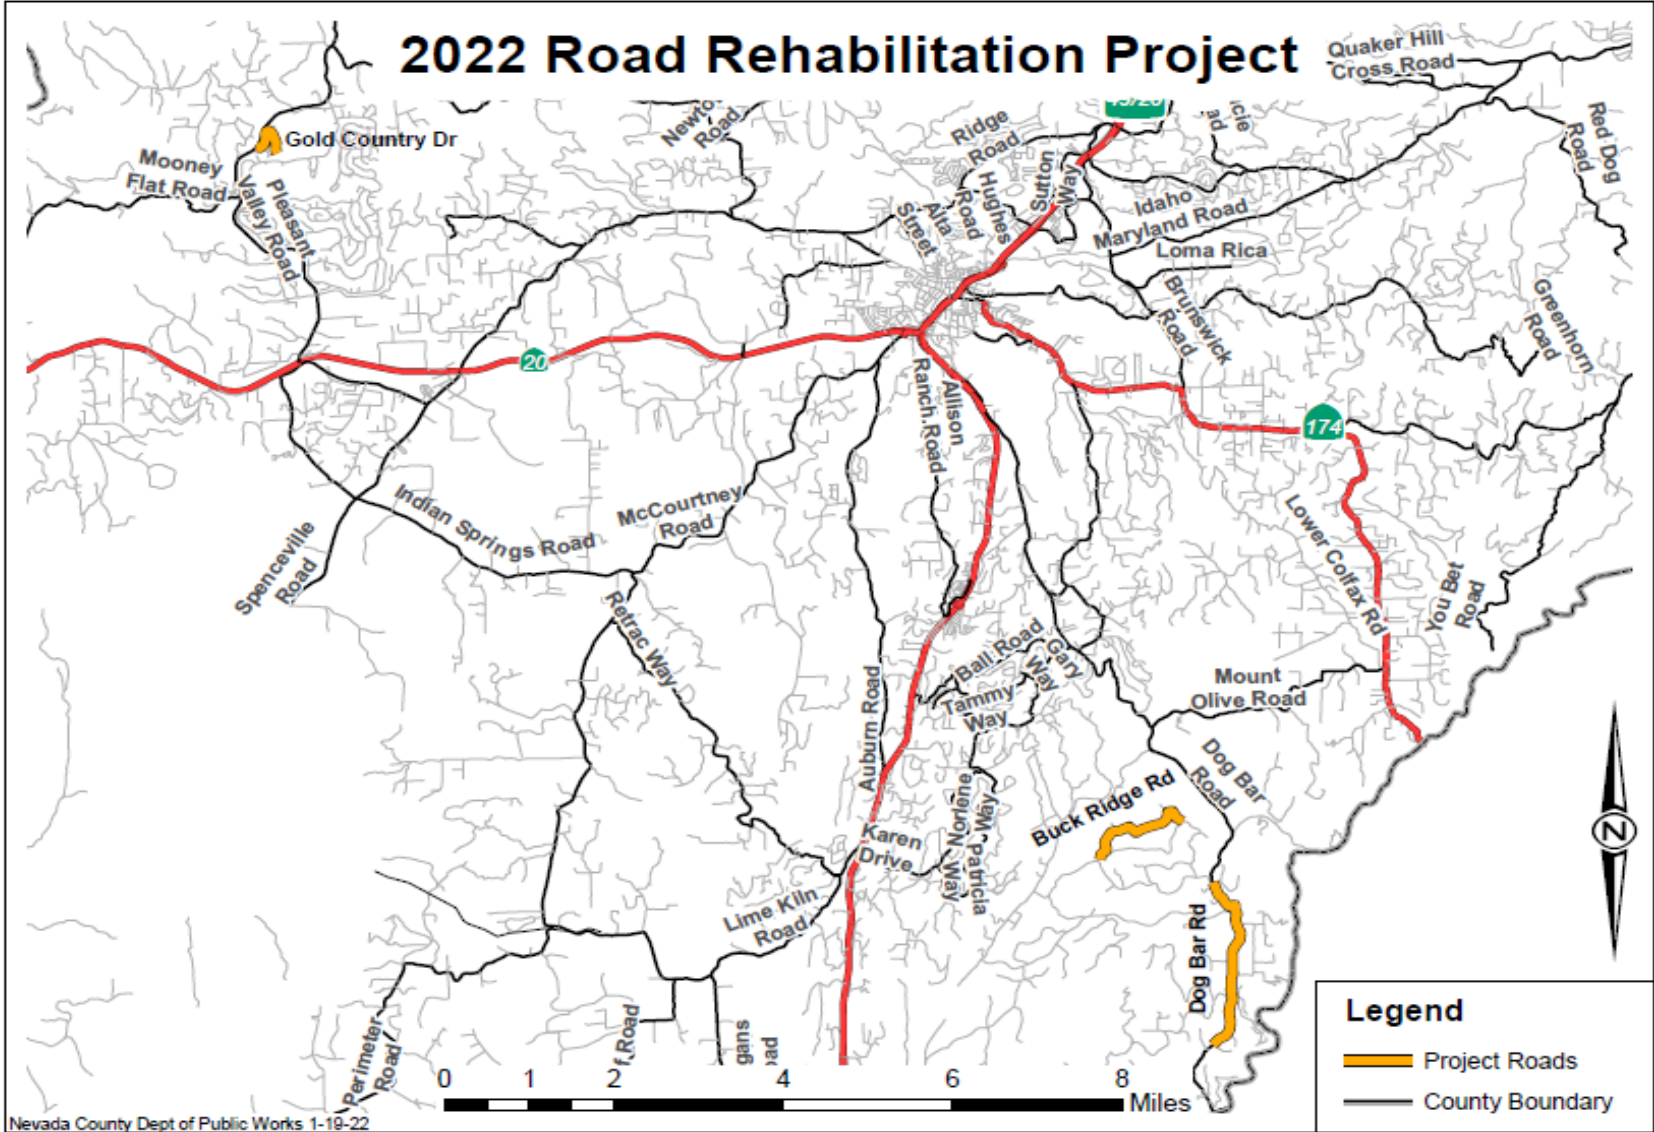 2022 Road Rehabilitation Project
Quaker Hill
Cross Road
Gold Country Dr
Mooney
Flat Road
Pleasant
Valley Road
Road
Ridge
Road
Sutton
Way
Hughes
Road
Alta
Street
Idaho
Maryland Road
Loma Rica
Red Dog
Road
Brunswick
Road
Greenhorn
Road
20
174
Allison
Ranch Road
Indian Springs Road
McCourtney
Road
Spenceville
Road
Retrac Way
Lower Colfax Rd
You Bet
Road
Ball Road
Gary
Way
Tammy
Way
Mount
Olive Road
Auburn Road
Dog Bar
Road
Buck Ridge Rd
Karen
Drive
Norlene
Way
Patricia
Way
Lime Kiln
Road
Dog Bar Rd
Perimeter
Road
Road
N
Legend
Project Roads
County Boundary
0 1 2 4 6 8
Miles
Nevada County Dept of Public Works 1-19-22